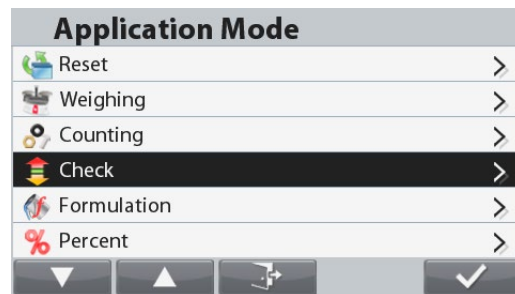 Application Mode
Reset
Weighing
Counting
Check
Formulation
Percent